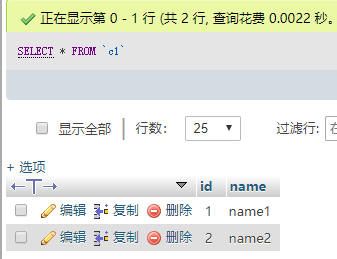 正在显示第 0 - 1 行 (共 2 行, 查询花费 0.0022 秒。
SELECT * FROM `c1`
显示全部 行数: 25 过滤行:
+ 选项
id name
编辑 复制 删除 1 name1
编辑 复制 删除 2 name2